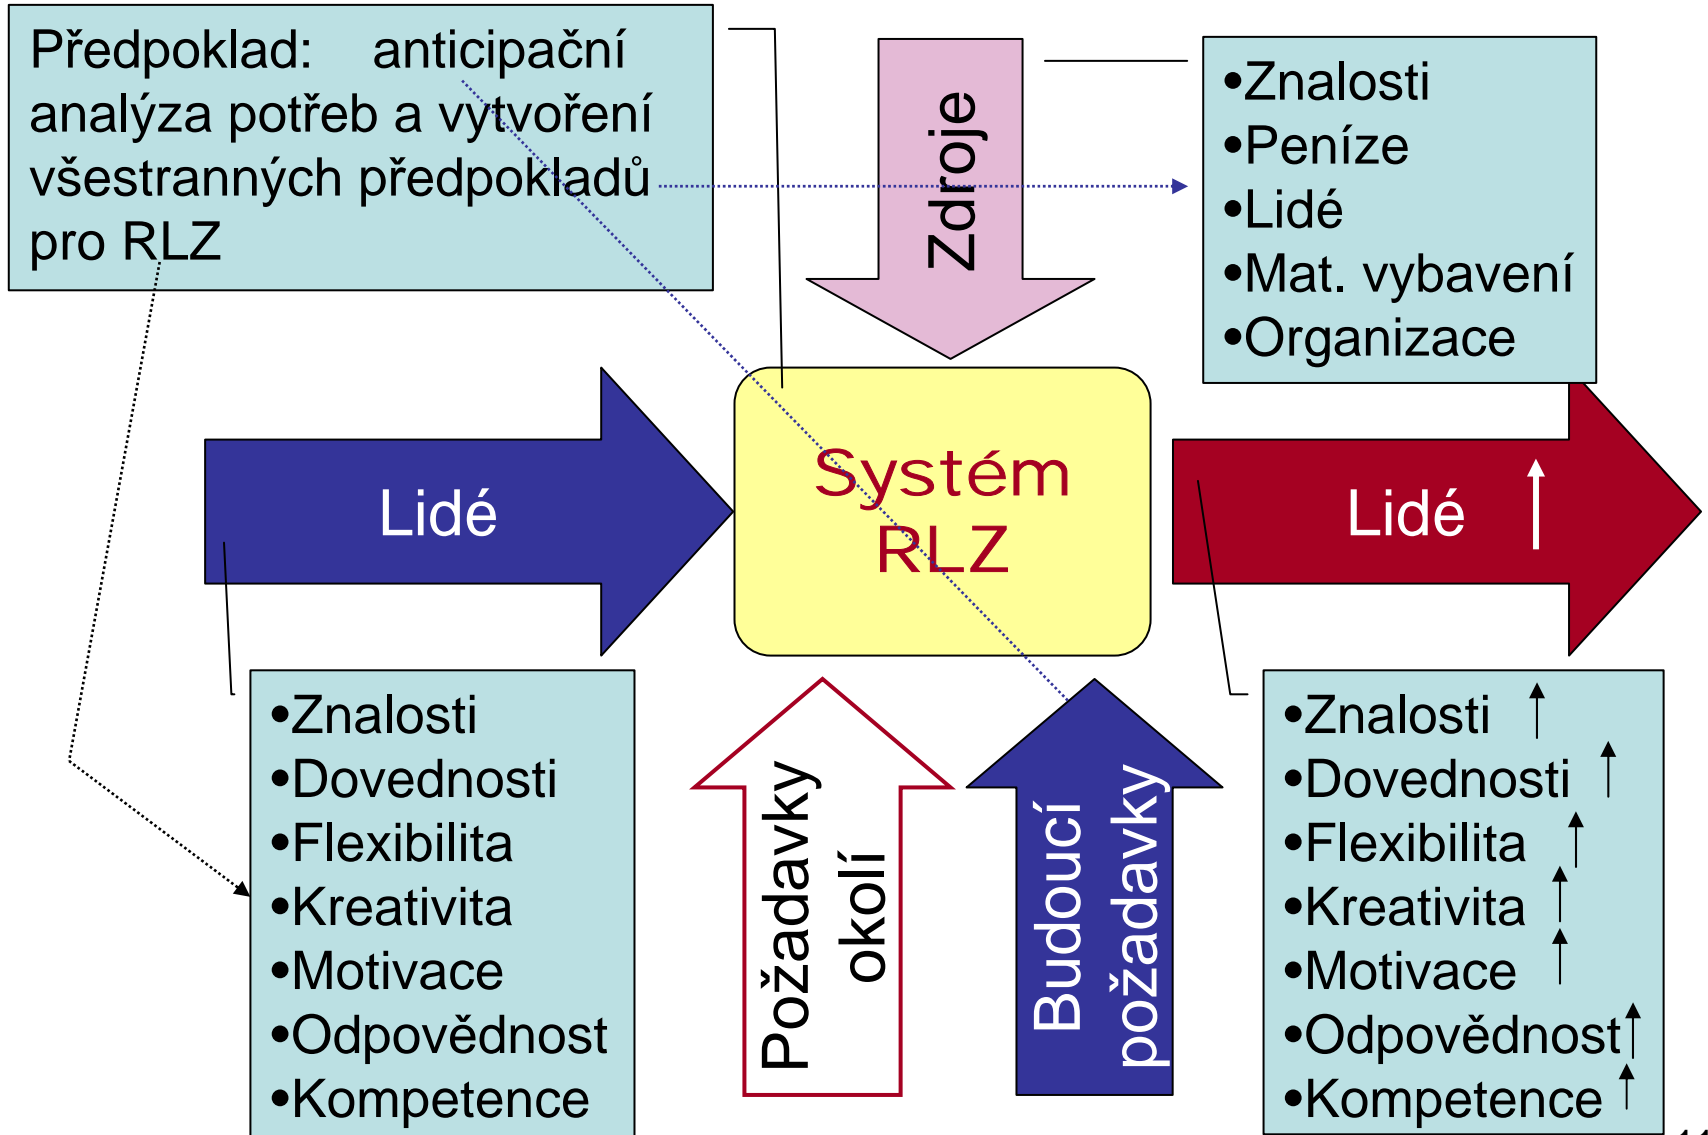 Předpoklad: anticipační
analýza potřeb a vytvoření
všestranných předpokladů
pro RLZ
Zdroje
•Znalosti
•Peníze
•Lidé
•Mat. vybavení
•Organizace
Lidé
Systém
RLZ
Lidé
•Znalosti
•Dovednosti
•Flexibilita
•Kreativita
•Motivace
•Odpovědnost
•Kompetence
Požadavky
okolí
Budoucí
požadavky
•Znalosti
•Dovednosti
•Flexibilita
•Kreativita
•Motivace
•Odpovědnost
•Kompetence